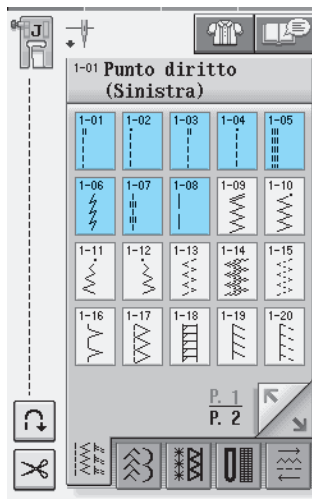 J
1-01 Punto diritto
(Sinistra)
1-01 1-02 1-03 1-04 1-05
1-06 1-07 1-08 1-09 1-10
1-11 1-12 1-13 1-14 1-15
1-16 1-17 1-18 1-19 1-20
P. 1
P. 2